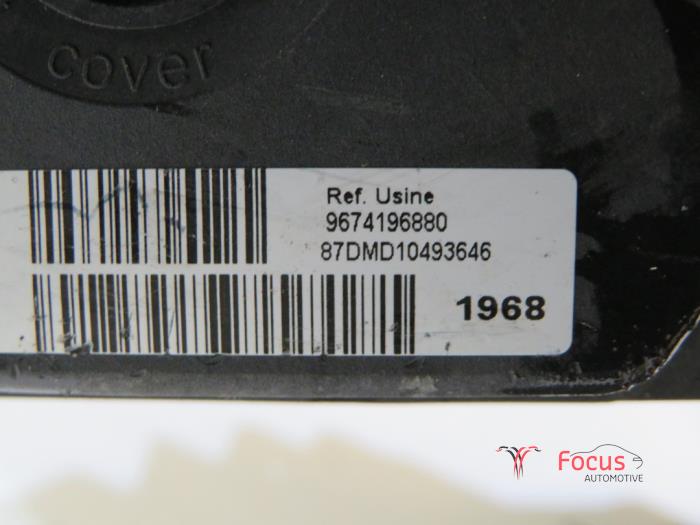 cover
Ref. Usine
9674196880
87DMD10493646
1968
Focus
AUTOMOTIVE